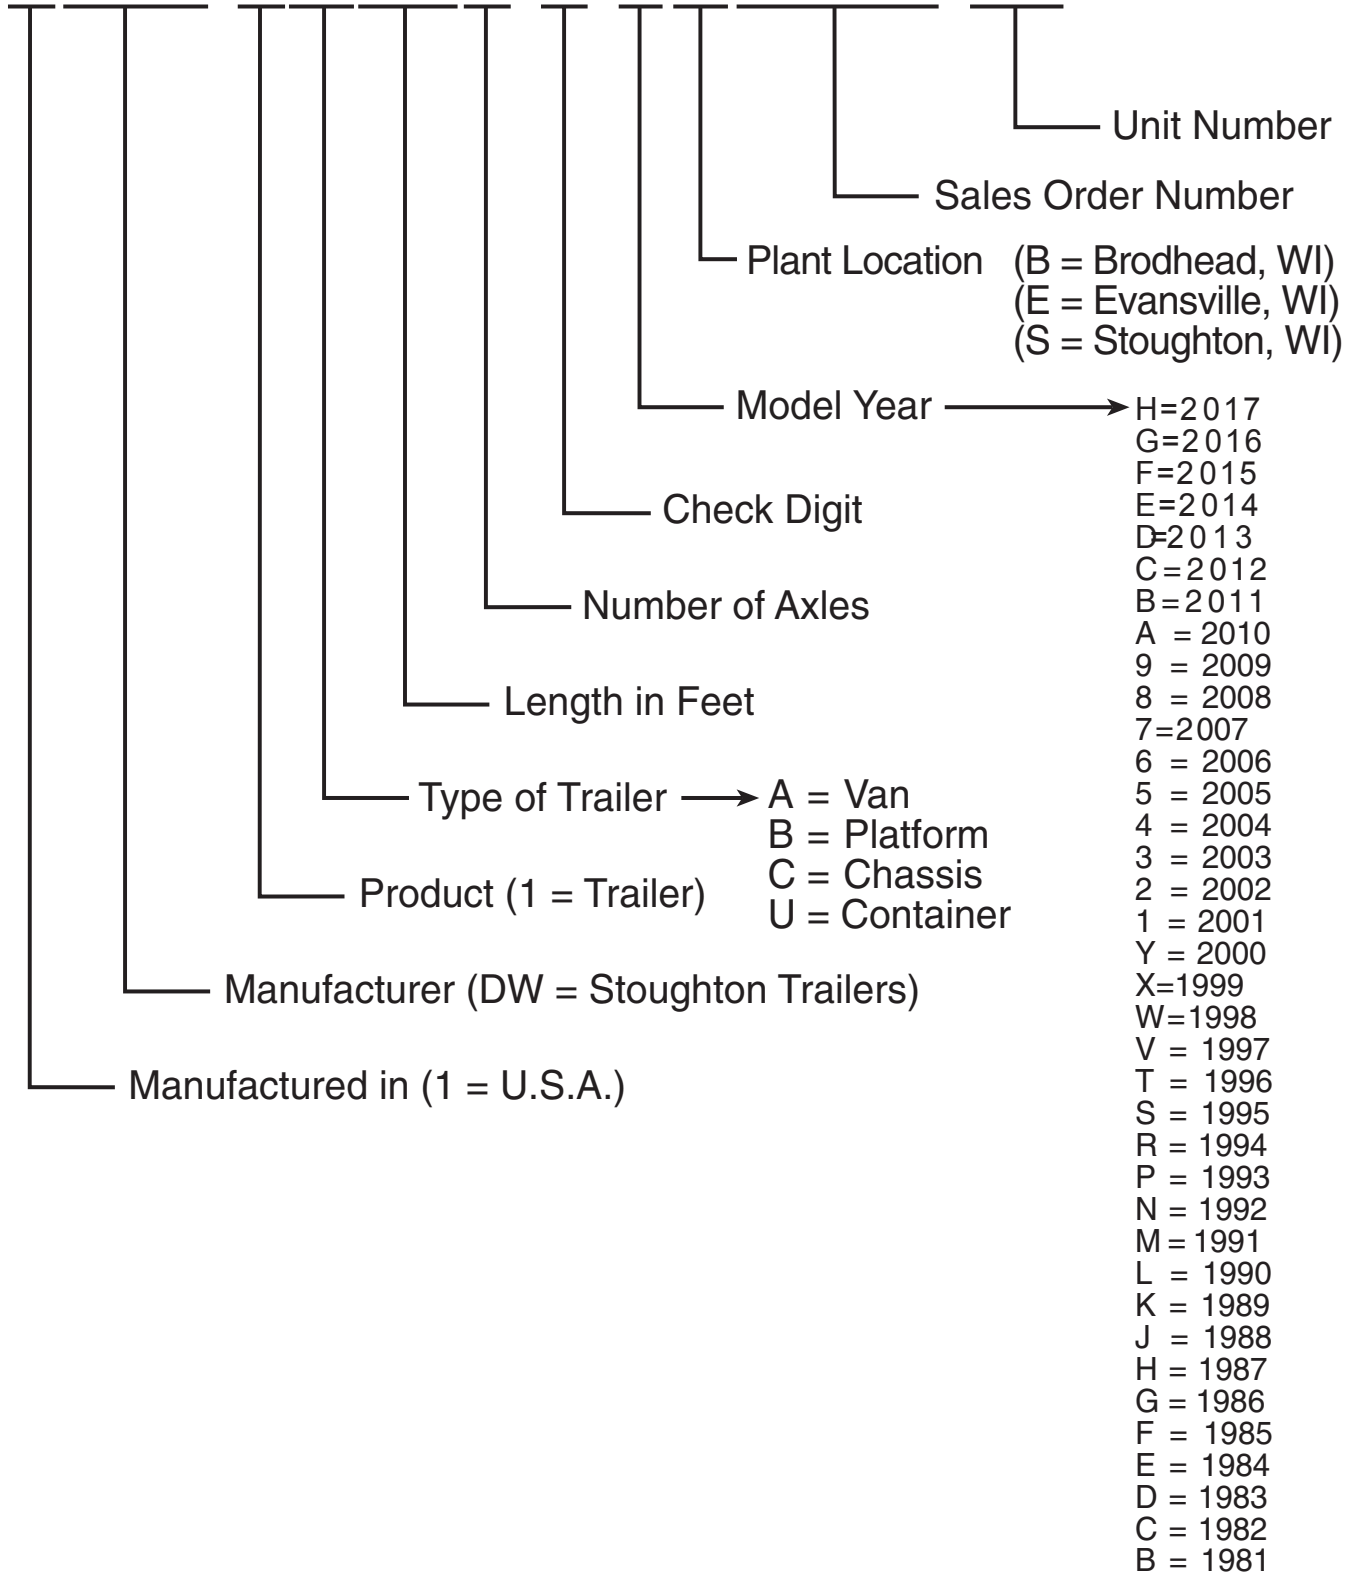 Unit Number
Sales Order Number
Plant Location (B = Brodhead, WI)
(E = Evansville, WI)
(S = Stoughton, WI)
Model Year
H=2017
G=2016
F=2015
E=2014
Check Digit
D=2013
C=2012
B=2011
Number of Axles
A = 2010
9 = 2009
8 = 2008
Length in Feet
7=2007
6 = 2006
5 = 2005
Type of Trailer
A = Van
B = Platform
C = Chassis
U = Container
4 = 2004
3 = 2003
2 = 2002
Product (1 = Trailer)
1 = 2001
Y = 2000
X=1999
Manufacturer (DW = Stoughton Trailers)
W=1998
V = 1997
T = 1996
Manufactured in (1 = U.S.A.)
S = 1995
R = 1994
P = 1993
N = 1992
M = 1991
L = 1990
K = 1989
J = 1988
H = 1987
G = 1986
F = 1985
E = 1984
D = 1983
C = 1982
B = 1981